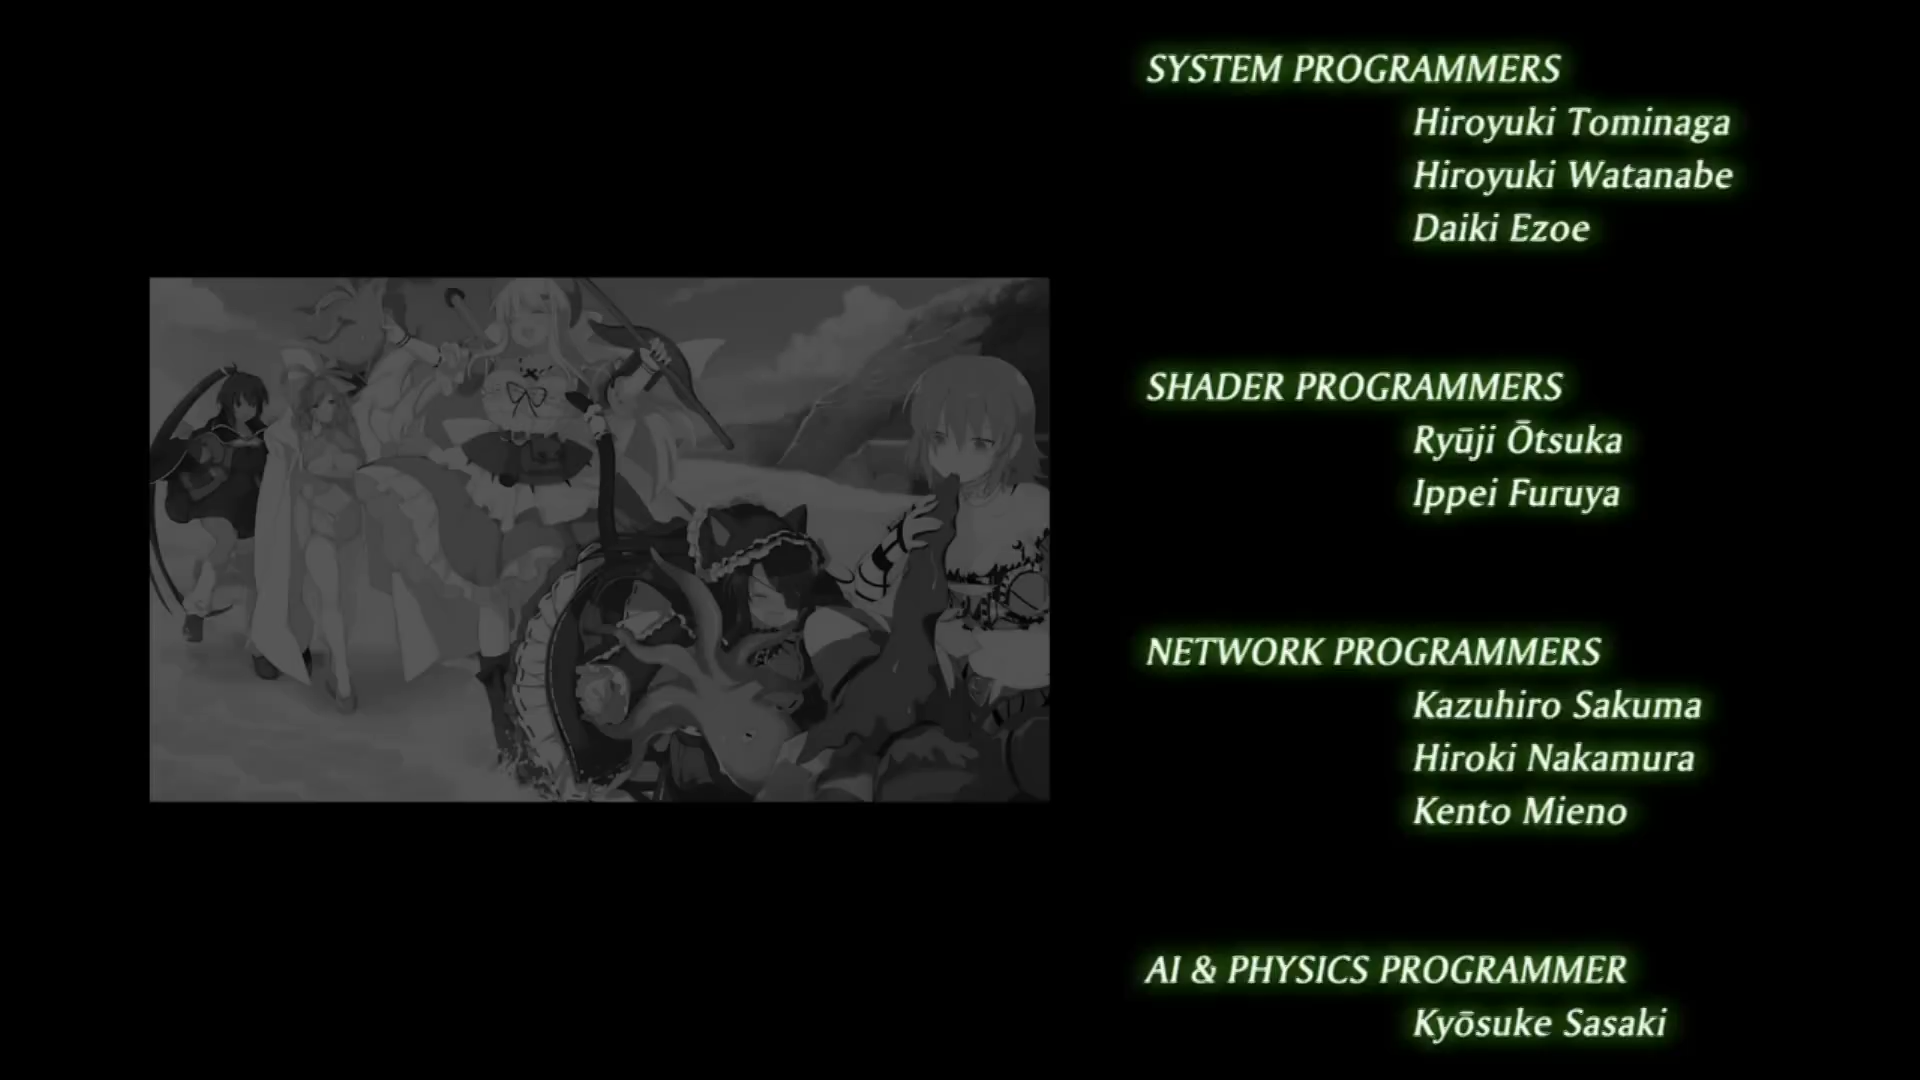 SYSTEM PROGRAMMERS
Hiroyuki Tominaga
Hiroyuki Watanabe
Daiki Ezoe
SHADER PROGRAMMERS
Ryūji Ōtsuka
Ippei Furuya
NETWORK PROGRAMMERS
Kazuhiro Sakuma
Hiroki Nakamura
Kento Mieno
AI & PHYSICS PROGRAMMER
Kyōsuke Sasaki